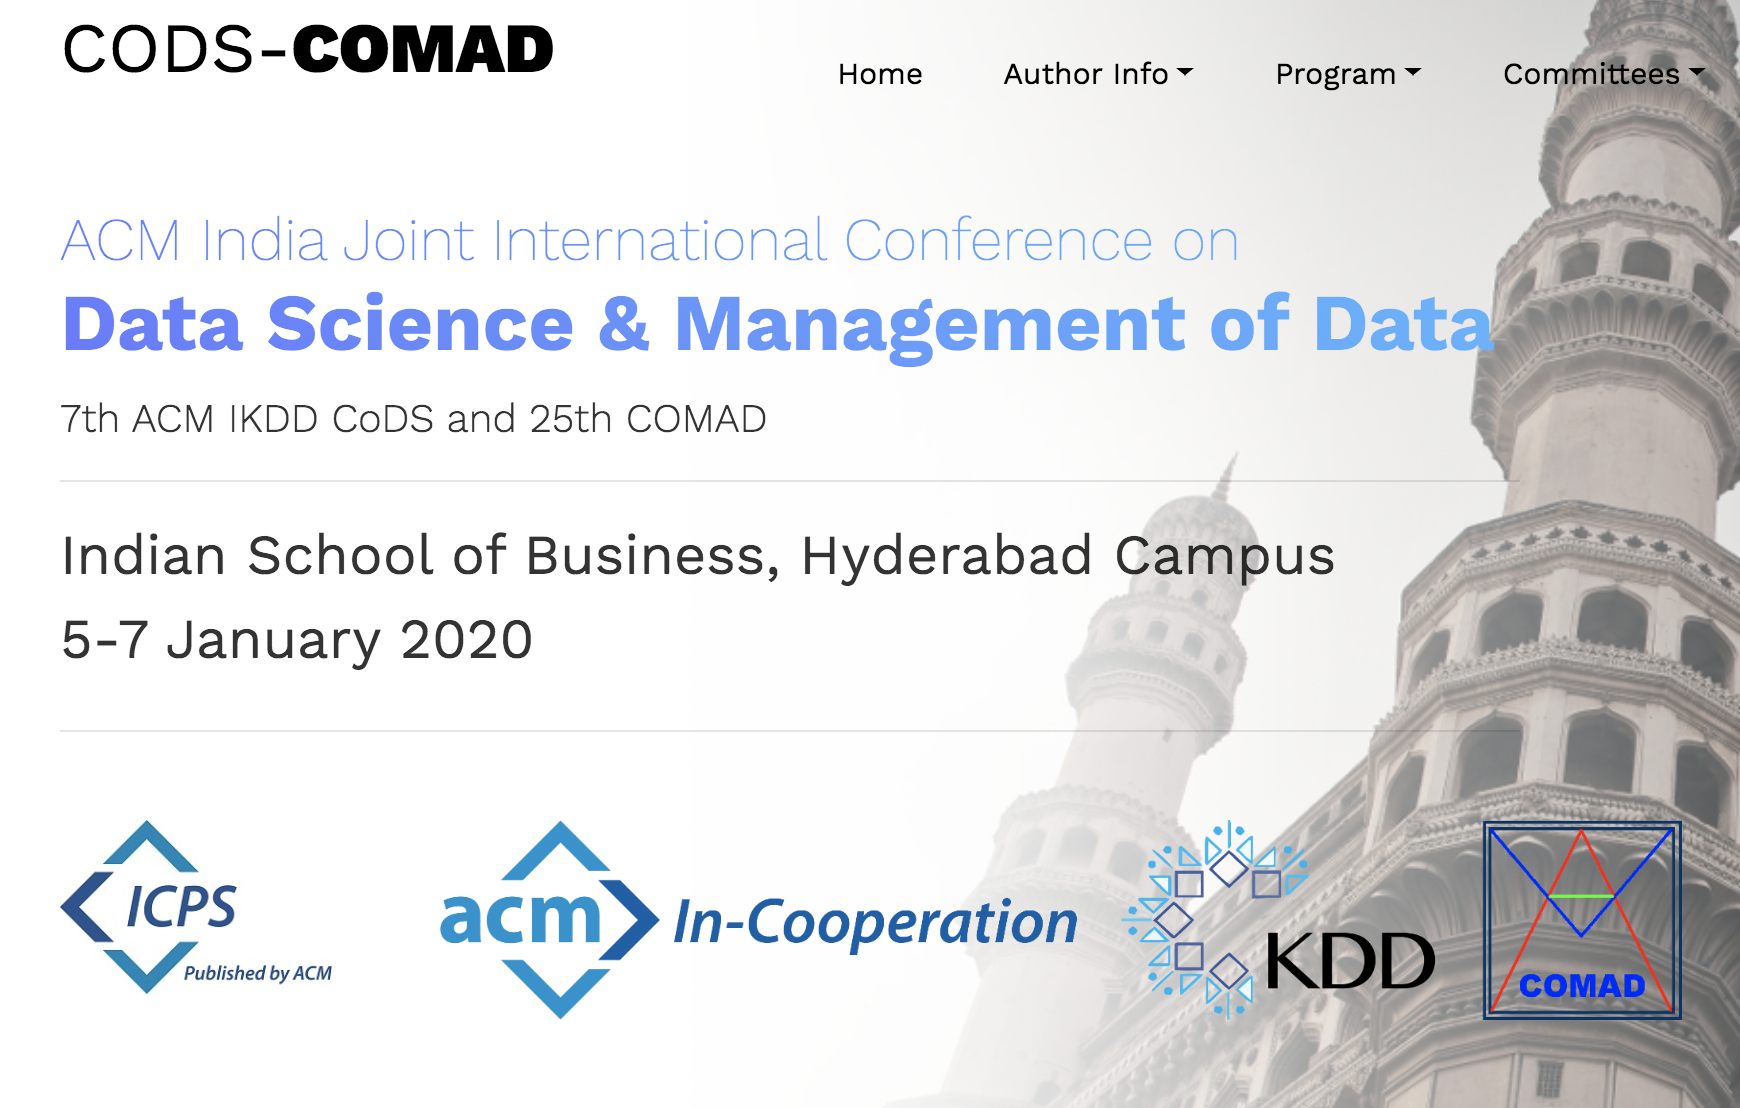 CODS-COMAD
Home Author Info Program Committees
ACM India Joint International Conference on
Data Science & Management of Data
7th ACM IKDD CoDS and 25th COMAD
Indian School of Business, Hyderabad Campus
5-7 January 2020
ICPS
Published by ACM
acm In-Cooperation
KDD
COMAD